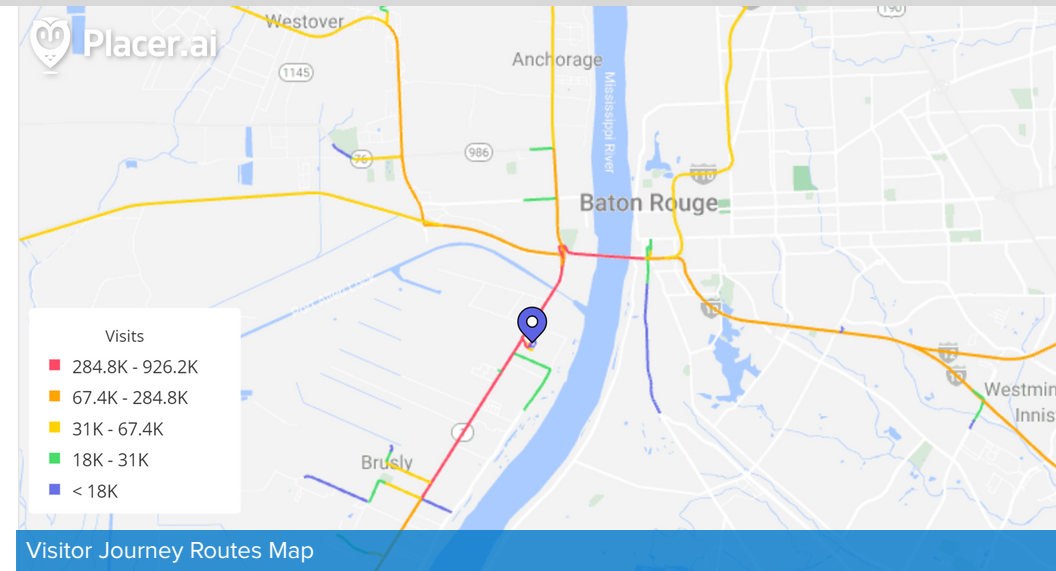 Westover
190
Placer.ai
Anchorage
1145
Mississippi River
76
986
110
Baton Rouge
10
Visits
284.8K - 926.2K
67.4K - 284.8K
31K - 67.4K
18K - 31K
< 18K
12
10
Westmin
Innis
1
Brusly
Visitor Journey Routes Map